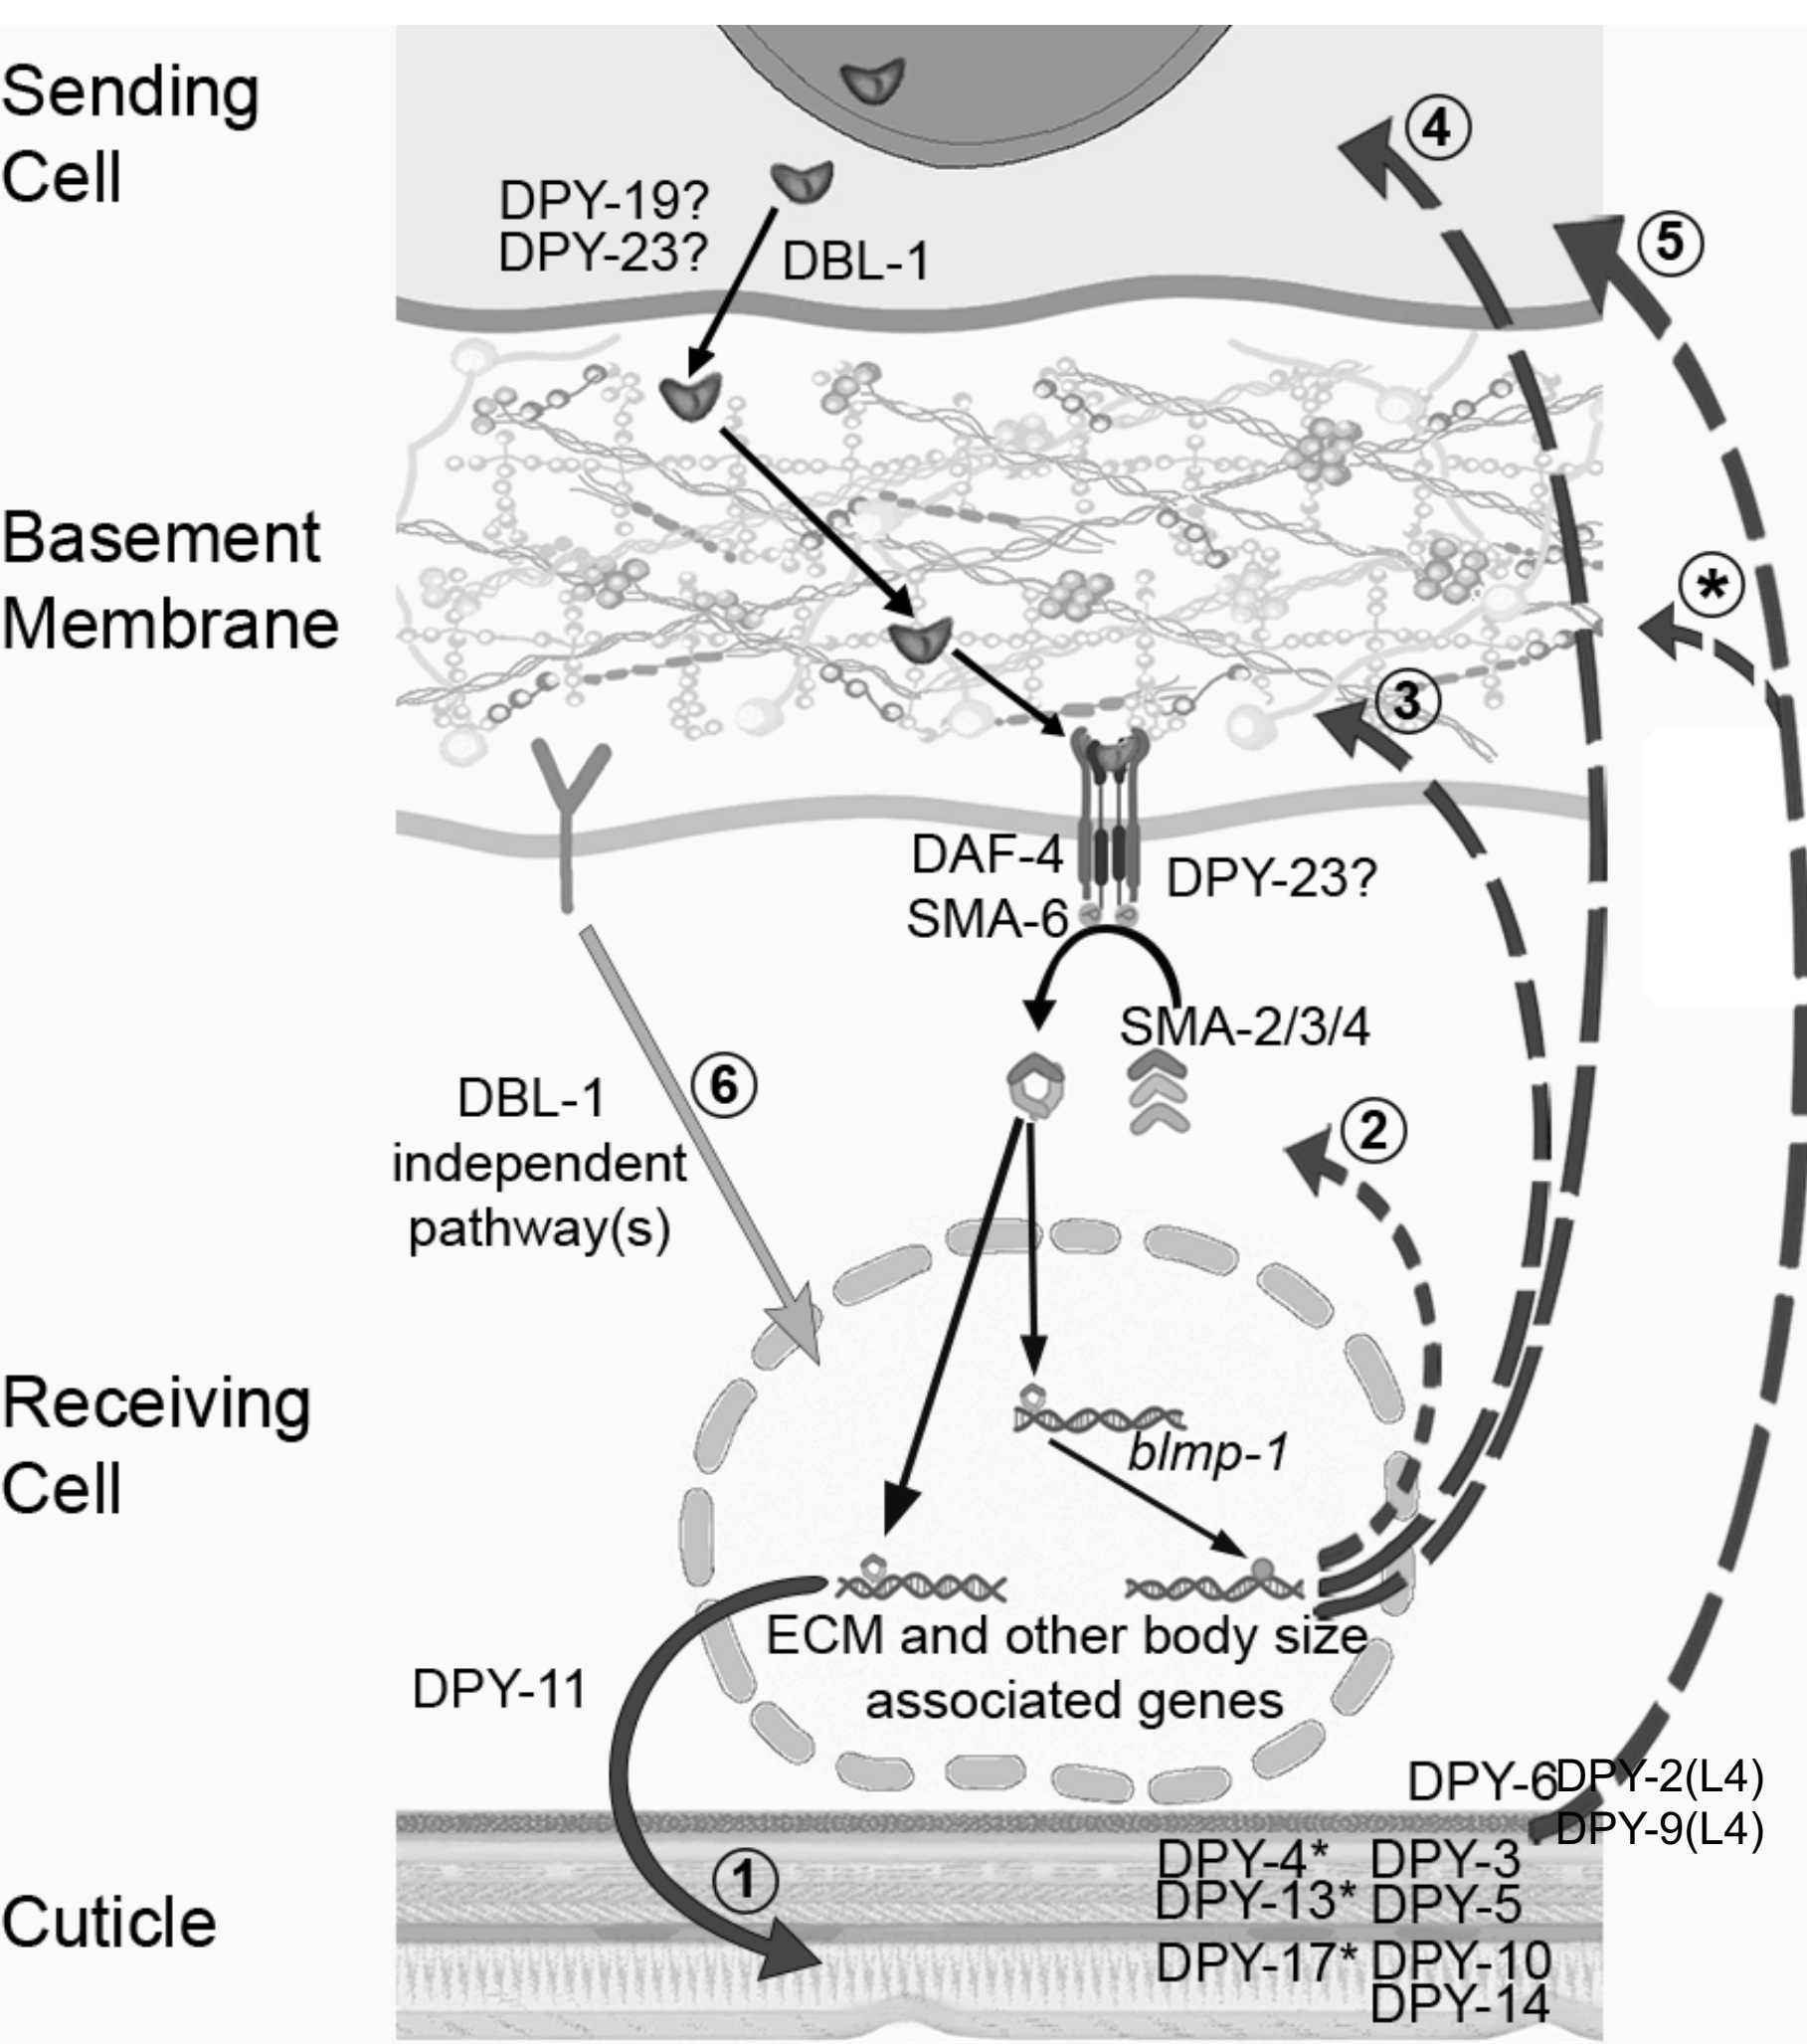 Sending
Cell
4
5
DPY-19?
DPY-23?
DBL-1
Basement
Membrane
*
3
DAF-4
DPY-23?
SMA-6
SMA-2/3/4
6
DBL-1
independent
pathway(s)
2
Receiving
Cell
blmp-1
ECM and other body size
associated genes
DPY-11
DPY-6
DPY-2(L4)
DPY-9(L4)
1
Cuticle
DPY-4* DPY-3
DPY-13* DPY-5
DPY-17* DPY-10
DPY-14